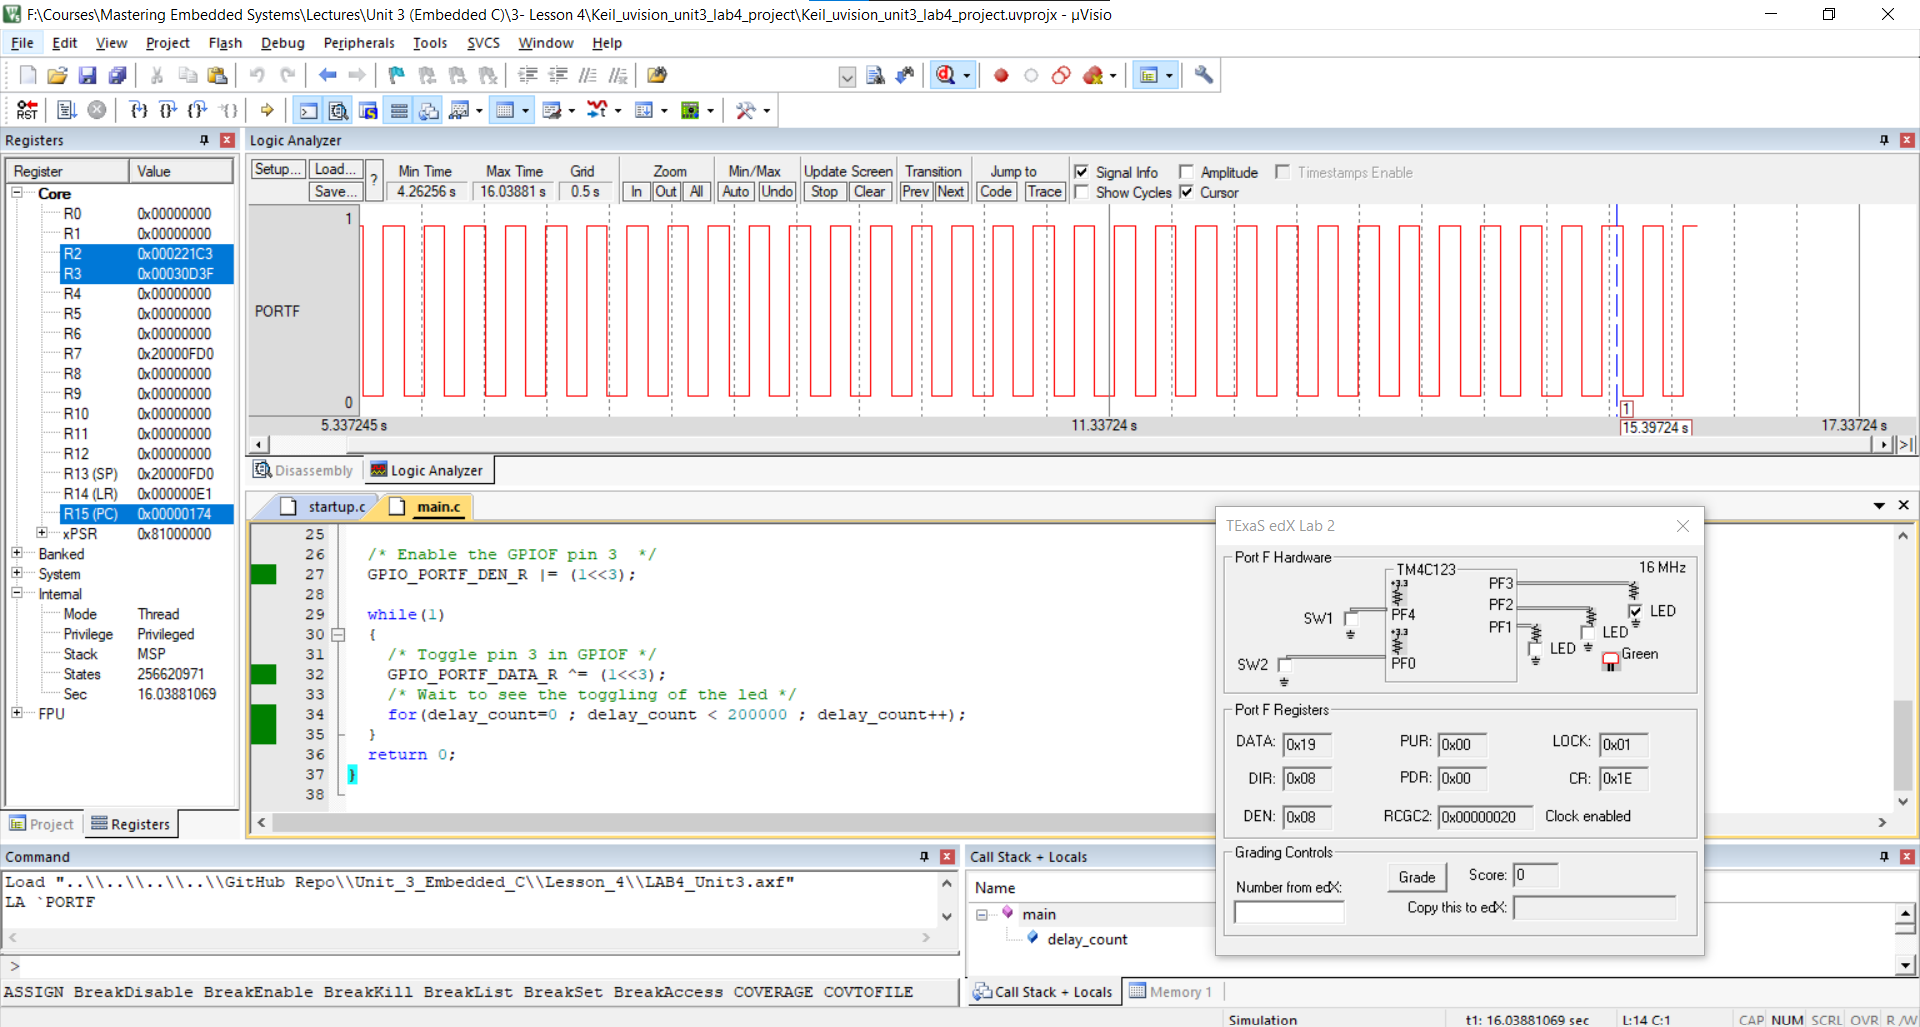 F:\Courses\Mastering Embedded Systems\Lectures\Unit 3 (Embedded C)\3- Lesson 4\Keil_uvision_unit3_lab4_project\Keil_uvision_unit3_lab4_project.uvprojx - µVisio
File Edit View Project Flash Debug Peripherals Tools SVCS Window Help
RST
Registers
Register Value
Core
R0 0x00000000
R1 0x00000000
R2 0x000221C3
R3 0x00030D3F
R4 0x00000000
R5 0x00000000
R6 0x00000000
R7 0x20000FD0
R8 0x00000000
R9 0x00000000
R10 0x00000000
R11 0x00000000
R12 0x00000000
R13 (SP) 0x20000FD0
R14 (LR) 0x000000E1
R15 (PC) 0x00000174
xPSR 0x81000000
Banked
System
Internal
Mode Thread
Privilege Privileged
Stack MSP
States 256620971
Sec 16.03881069
FPU
Project Registers
Logic Analyzer
Setup... Load... ? Min Time Max Time Grid Zoom Min/Max Update Screen Transition Jump to Signal Info Amplitude Timestamps Enable
Save... 4.26256 s 16.03881 s 0.5 s In Out All Auto Undo Stop Clear Prev Next Code Trace Show Cycles Cursor
1
PORTF
0
1
5.337245 s 11.33724 s 15.39724 s 17.33724 s
Disassembly Logic Analyzer
startup.c main.c
25
26 /* Enable the GPIOF pin 3  */
27 GPIO_PORTF_DEN_R |= (1<<3);
28
29 while(1)
30 {
31 /* Toggle pin 3 in GPIOF */
32 GPIO_PORTF_DATA_R ^= (1<<3);
33 /* Wait to see the toggling of the led */
34 for(delay_count=0 ; delay_count < 200000 ; delay_count++);
35 }
36 return 0;
37 }
38
TExaS edX Lab 2
Port F Hardware
16 MHz
TM4C123
+3.3
PF3
PF2
PF1
SW1
PF4
+3.3
SW2
PF0
LED
LED
LED
Green
Port F Registers
DATA: 0x19 PUR: 0x00 LOCK: 0x01
DIR: 0x08 PDR: 0x00 CR: 0x1E
DEN: 0x08 RCGC2: 0x00000020 Clock enabled
Grading Controls
Number from edX: Grade Score: 0
Copy this to edX:
Command
Load "..\\..\\..\\..\\GitHub Repo\\Unit_3_Embedded_C\\Lesson_4\\LAB4_Unit3.axf"
LA `PORTF
>
ASSIGN BreakDisable BreakEnable BreakKill BreakList BreakSet BreakAccess COVERAGE COVTOFILE
Call Stack + Locals
Name
main
delay_count
Call Stack + Locals Memory 1
Simulation t1: 16.03881069 sec L:14 C:1 CAP NUM SCRL OVR R/W